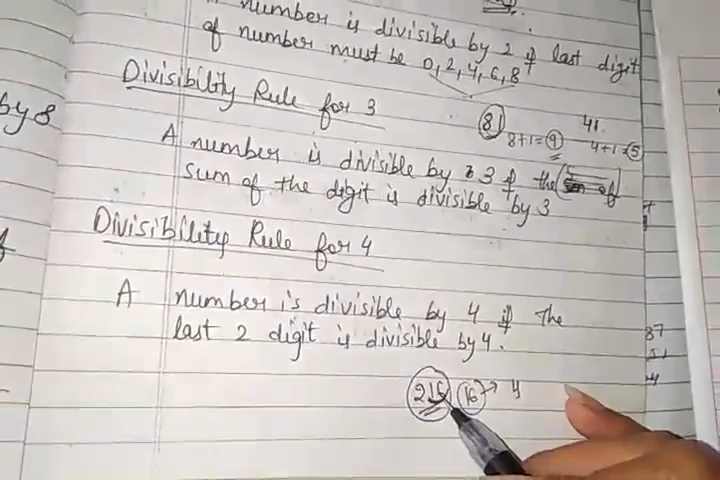 number is divisible by 2 if last digit
of number must be 0, 2, 4, 6, 8
Divisibility Rule for 3
by 8
81
8+1=9
41.
4+1=5
A number is divisible by 3 if the
sum of the digit is divisible by 3
Divisibility Rule for 4
A number is divisible by 4 if The
last 2 digit is divisible by 4.
87
216 16 → 4